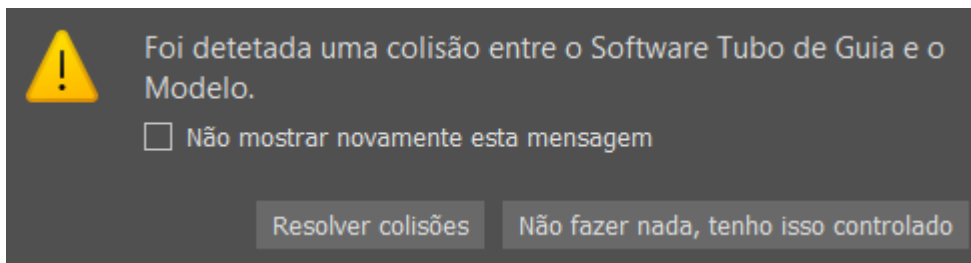 Foi detetada uma colisão entre o Software Tubo de Guia e o
Modelo.
Não mostrar novamente esta mensagem
Resolver colisões
Não fazer nada, tenho isso controlado